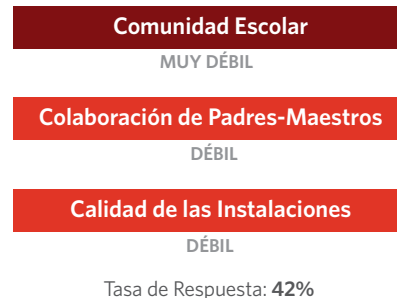 Comunidad Escolar
MUY DÉBIL
Colaboración de Padres-Maestros
DÉBIL
Calidad de las Instalaciones
DÉBIL
Tasa de Respuesta: 42%